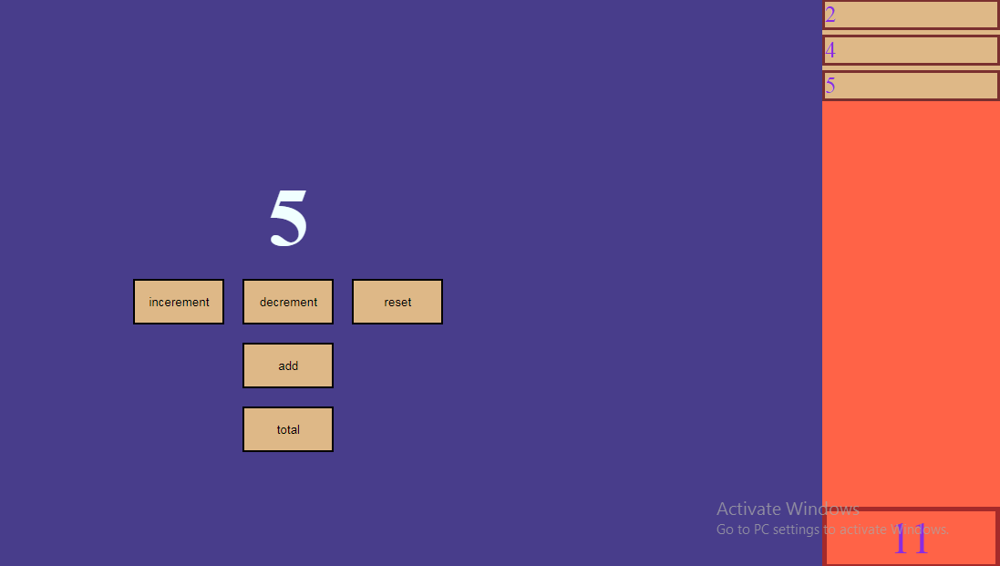 2
4
5
5
incerement decrement reset
add
total
Activate Windows
Go to PC settings to activate Windows.
11